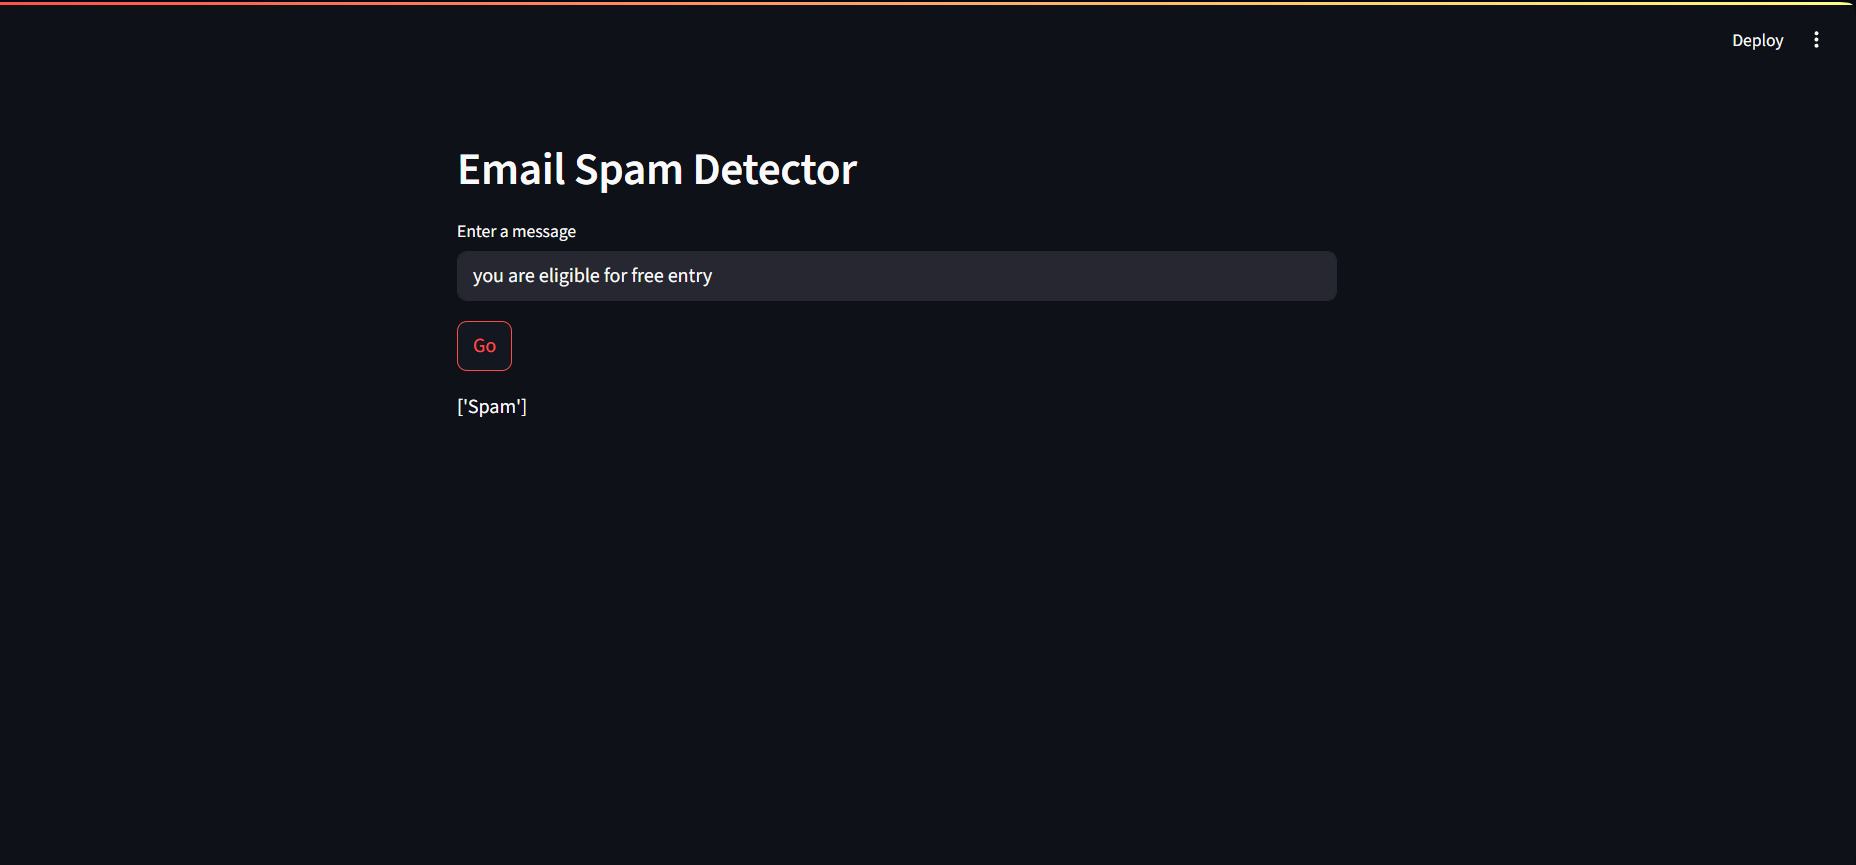 Deploy
Email Spam Detector
Enter a message
you are eligible for free entry
Go
['Spam']